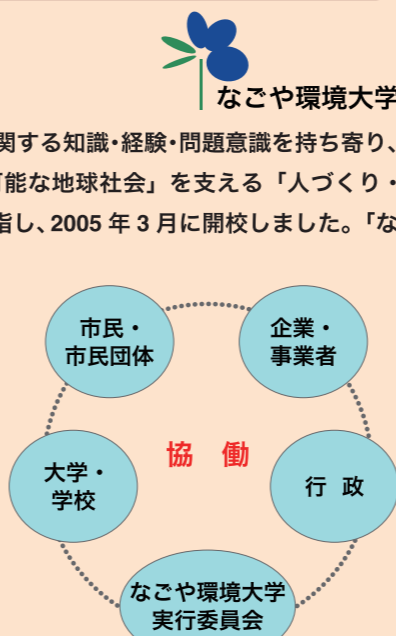 なごや環境大学
関する知識・経験・問題意識を持ち寄り、
可能な地球社会」を支える「人づくり・
指し、2005 年 3 月に開校しました。「な
市民・
市民団体
企業・
事業者
協 働
大学・
学校
行 政
なごや環境大学
実行委員会